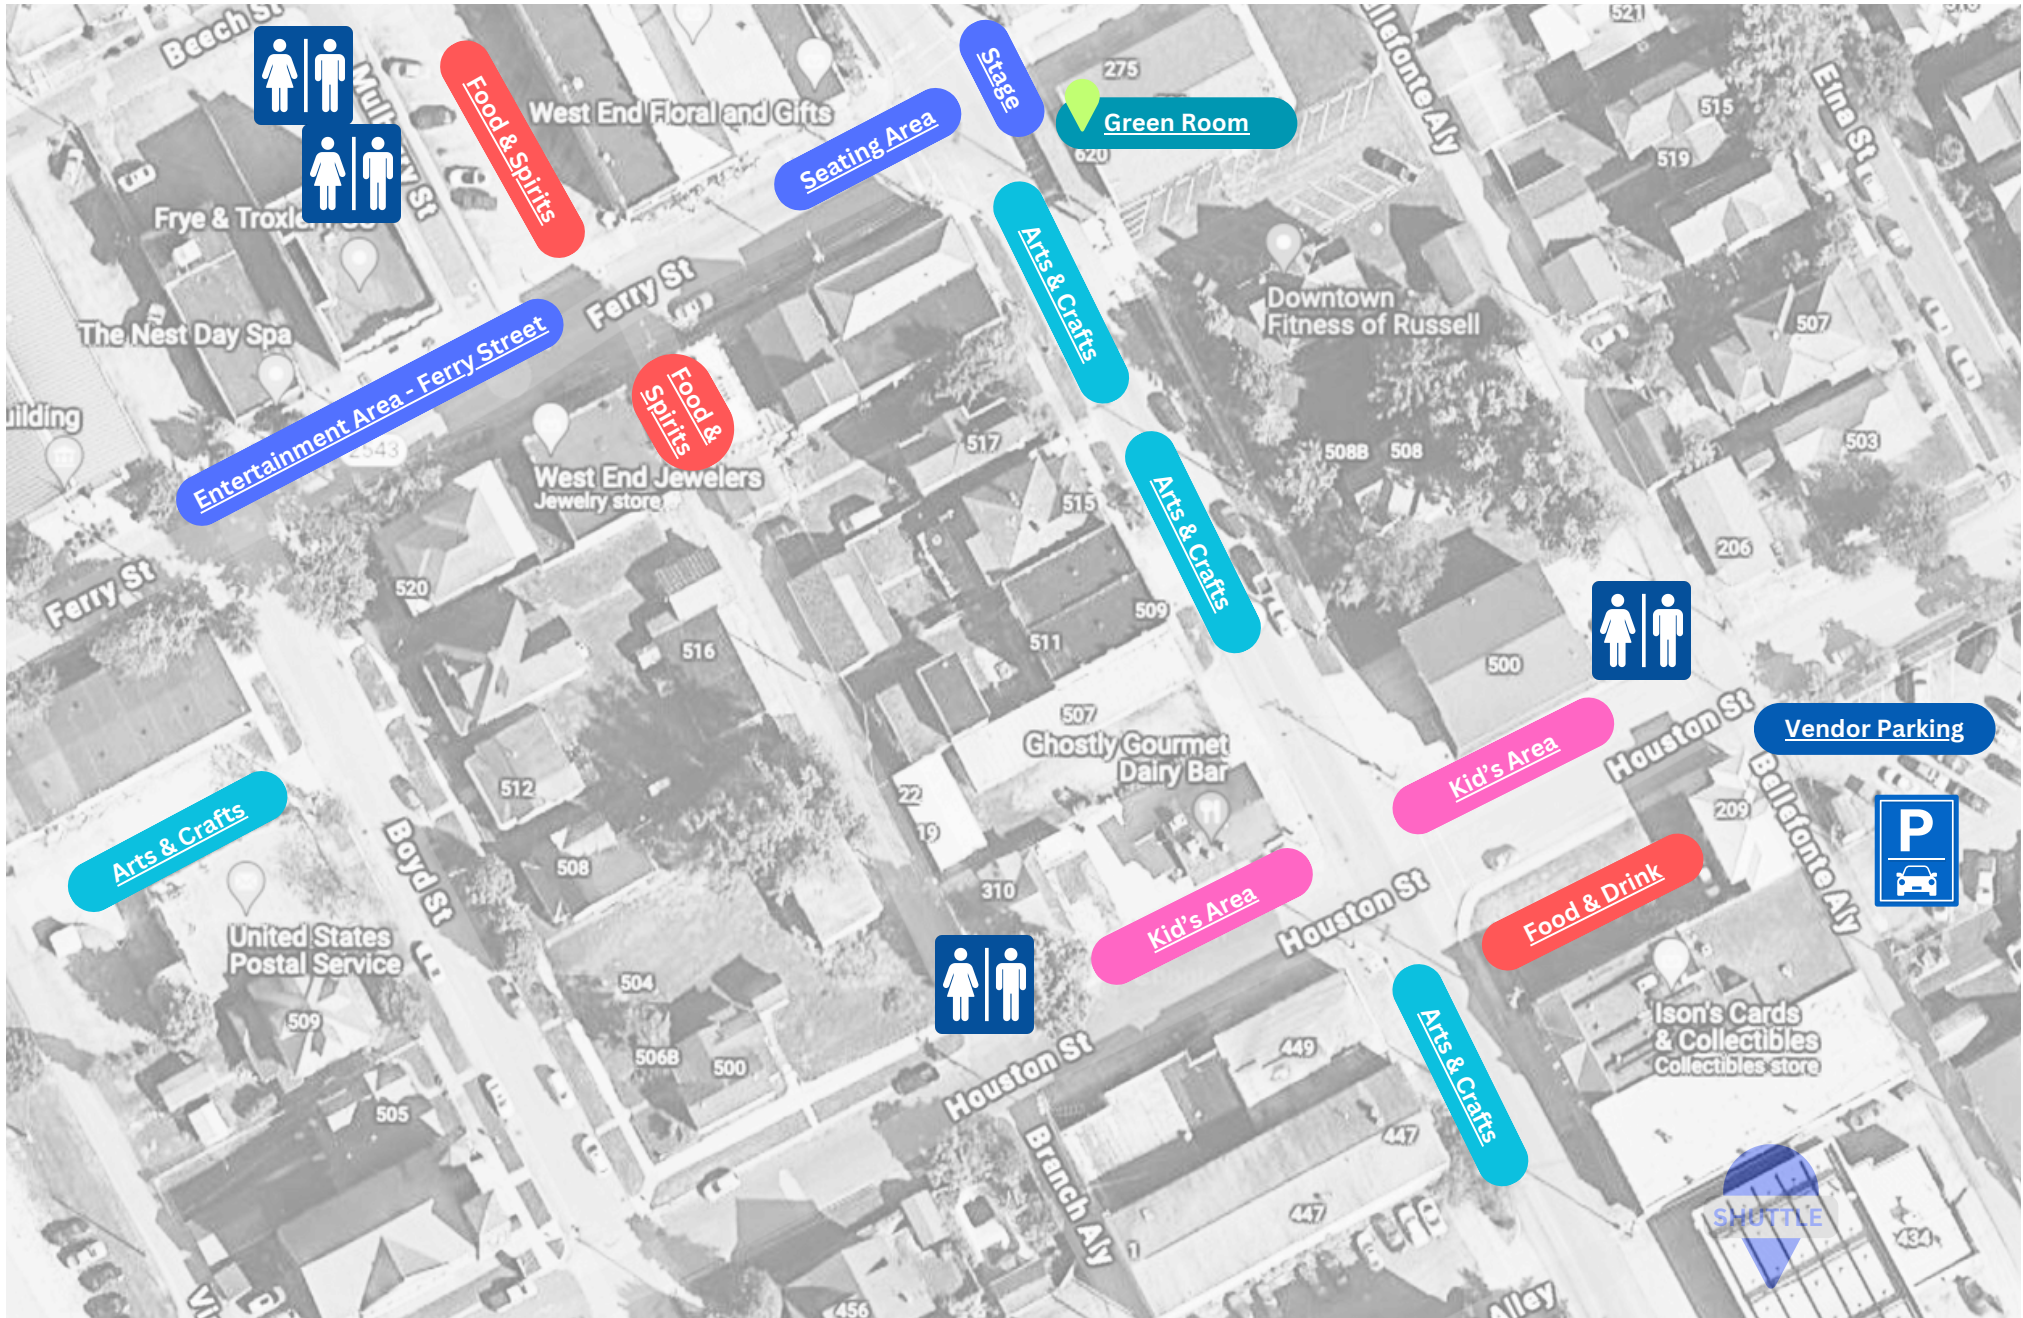 Beech St
521
Stage
275
Food & Spirits
West End Floral and Gifts
Seating Area
Green Room
620
515
519
Etna St
Frye & Troxler
Arts & Crafts
Ferry St
Downtown
Fitness of Russell
507
The Nest Day Spa
Entertainment Area - Ferry Street
Food &
Spirits
2543
517
508B
508
503
West End Jewelers
Jewelry store
515
Arts & Crafts
206
Ferry St
520
509
511
516
500
507
Kid's Area
Houston St
Vendor Parking
Ghostly Gourmet
Dairy Bar
512
22
19
209
P
Arts & Crafts
Boyd St
508
310
Kid's Area
Houston St
Food & Drink
Bellefonte Aly
United States
Postal Service
504
509
Ison's Cards
& Collectibles
Collectibles store
506B
500
Houston St
449
Arts & Crafts
505
447
Branch Aly
447
1
SHUTTLE
434
456
Alley